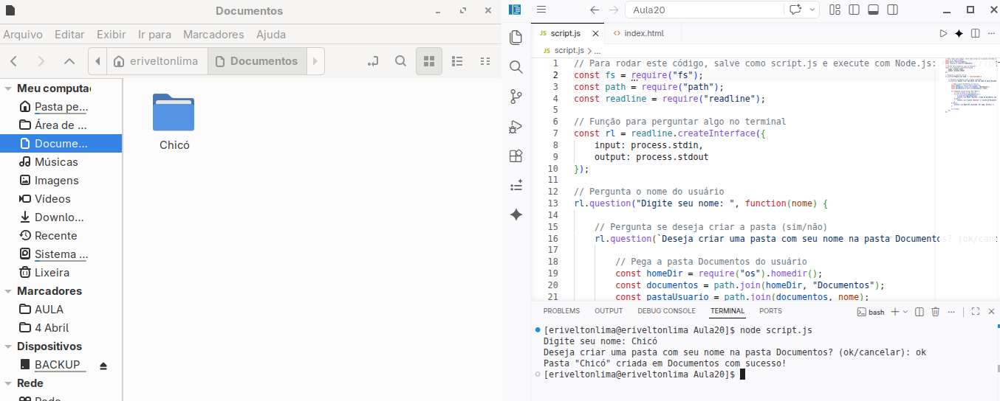 Documentos
Arquivo Editar Exibir Ir para Marcadores Ajuda
eriveltonlima Documentos
Meu computa
Pasta pe...
Área de ...
Docume...
Músicas
Imagens
Vídeos
Downlo...
Recente
Sistema ...
Lixeira
Marcadores
AULA
4 Abril
Dispositivos
BACKUP
Rede
Rede
Chicó
Aula20
JS script.js
<> index.html
JS script.js > ...
1 // Para rodar este código, salve como script.js e execute com Node.js:
2 const fs = require("fs");
3 const path = require("path");
4 const readline = require("readline");
5
6 // Função para perguntar algo no terminal
7 const rl = readline.createInterface({
8 input: process.stdin,
9 output: process.stdout
10 });
11
12 // Pergunta o nome do usuário
13 rl.question("Digite seu nome: ", function(nome) {
14
15 // Pergunta se deseja criar a pasta (sim/não)
16 rl.question(`Deseja criar uma pasta com seu nome na pasta Documentos? (ok/can
17
18 // Pega a pasta Documentos do usuário
19 const homeDir = require("os").homedir();
20 const documentos = path.join(homeDir, "Documentos");
21 const pastaUsuario = path.join(documentos, nome);
PROBLEMS OUTPUT DEBUG CONSOLE TERMINAL PORTS
bash
[eriveltonlima@eriveltonlima Aula20]$ node script.js
Digite seu nome: Chicó
Deseja criar uma pasta com seu nome na pasta Documentos? (ok/cancelar): ok
Pasta "Chicó" criada em Documentos com sucesso!
[eriveltonlima@eriveltonlima Aula20]$